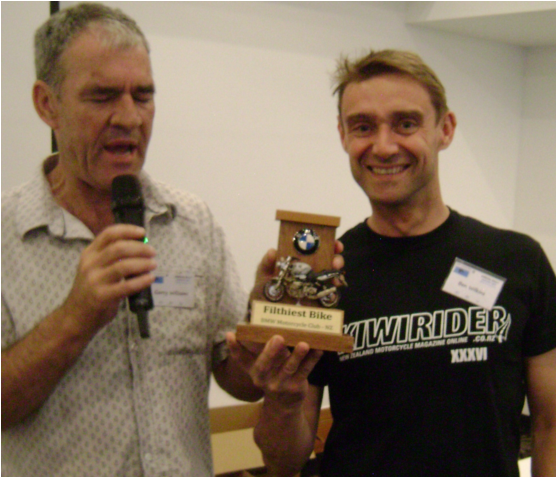 Filthiest Bike
BMW Motorcycle Club - NZ
KIWIRIDER
.co.nz
NEW ZEALAND MOTORCYCLE MAGAZINE ONLINE
XXXVI